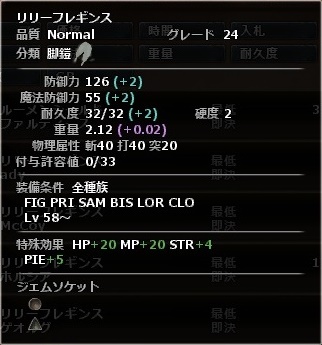 リリーフレギンス
品質 Normal グレード 24
分類 脚鎧
防御力 126 (+2)
魔法防御力 55 (+2)
耐久度 32/32 (+2) 硬度 2
重量 2.12 (+0.02)
物理属性 斬40 打40 突20
付与許容値 0/33
装備条件 全種族
FIG PRI SAM BIS LOR CLO
Lv 58～
特殊効果 HP+20 MP+20 STR+4
PIE+5
ジェムソケット